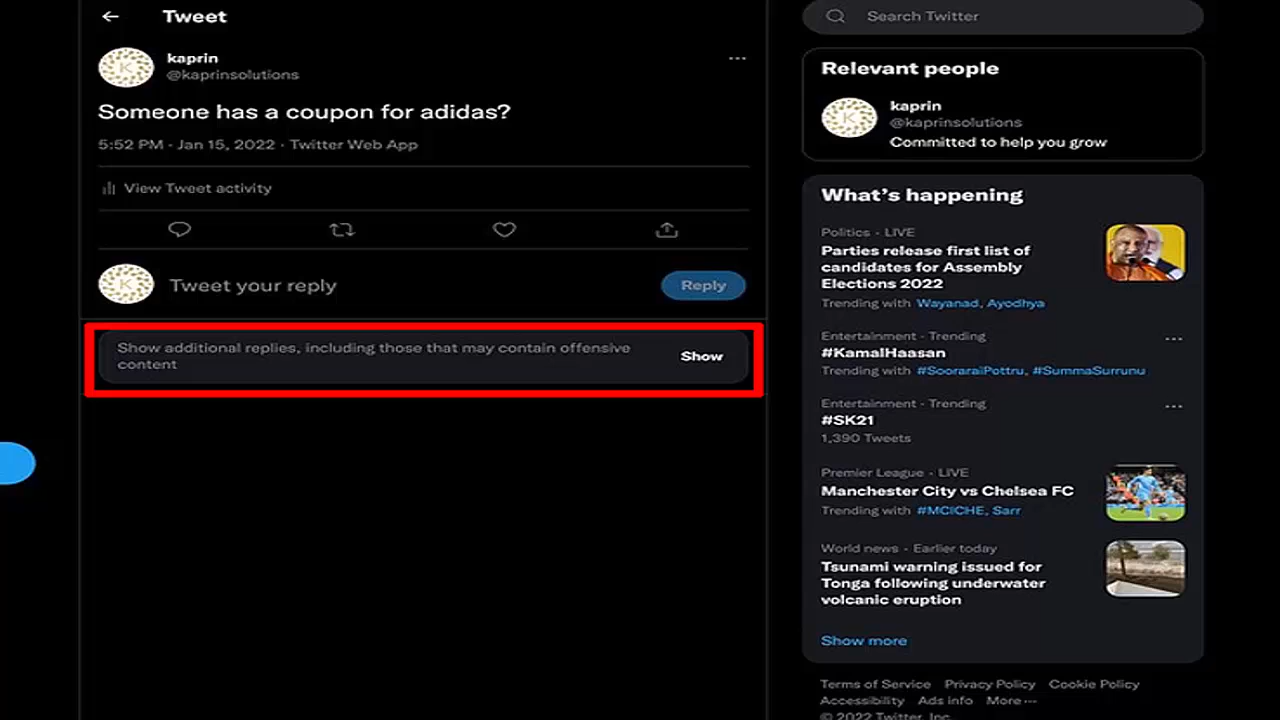 Tweet
kaprin
@kaprinsolutions
Someone has a coupon for adidas?
5:52 PM - Jan 15, 2022 · Twitter Web App
View Tweet activity
Tweet your reply
Reply
Show additional replies, including those that may contain offensive
content
Show
Search Twitter
Relevant people
kaprin
@kaprinsolutions
Committed to help you grow
What's happening
Politics · LIVE
Parties release first list of
candidates for Assembly
Elections 2022
Trending with Wayanad, Ayodhya
Entertainment · Trending
#KamalHaasan
Trending with #SooraraiPottru, #SummaSurrunu
Entertainment · Trending
#SK21
1,390 Tweets
Premier League · LIVE
Manchester City vs Chelsea FC
Trending with #MCICHE, Sarr
World news · Earlier today
Tsunami warning issued for
Tonga following underwater
volcanic eruption
Show more
Terms of Service Privacy Policy Cookie Policy
Accessibility Ads info More ···
© 2022 Twitter, Inc.